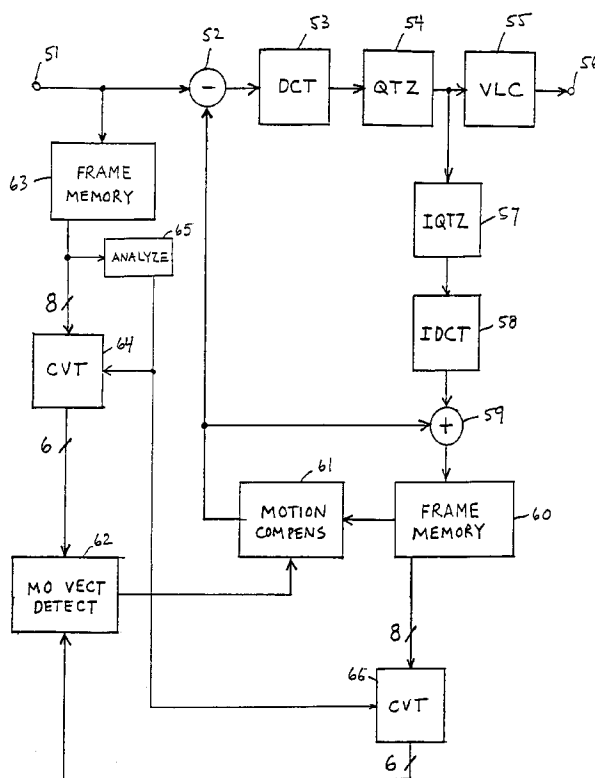 51
52
53
54
55
56
-
DCT
QTZ
VLC
63
FRAME
MEMORY
65
ANALYZE
IQTZ
57
8
64
CVT
IDCT
58
6
+
59
61
MOTION
COMPENS
FRAME
MEMORY
60
62
MO VECT
DETECT
8
66
CVT
6